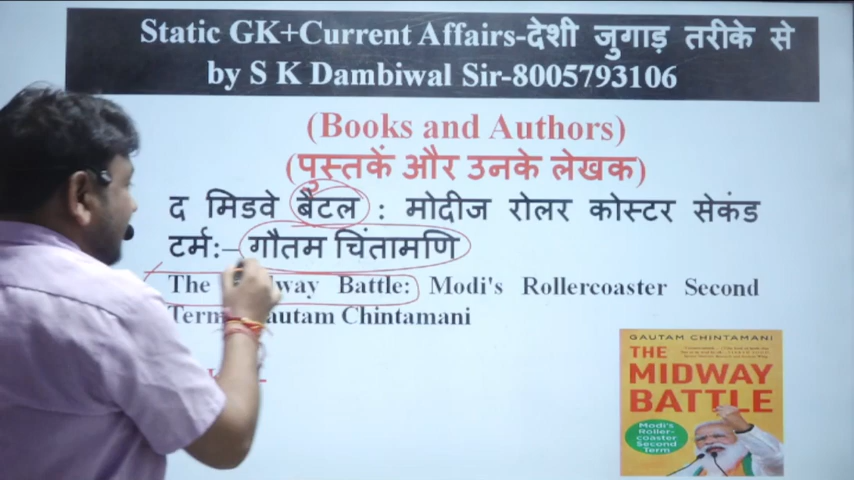 Static GK+Current Affairs-देशी जुगाड़ तरीके से
by S K Dambiwal Sir-8005793106
(Books and Authors)
(पुस्तकें और उनके लेखक)
द मिडवे बैटल : मोदीज रोलर कोस्टर सेकंड
टर्म:–गौतम चिंतामणि
The Midway Battle: Modi's Rollercoaster Second
Term Gautam Chintamani
GAUTAM CHINTAMANI
THE
MIDWAY
BATTLE
Modi's
Roller-
coaster
Second
Term